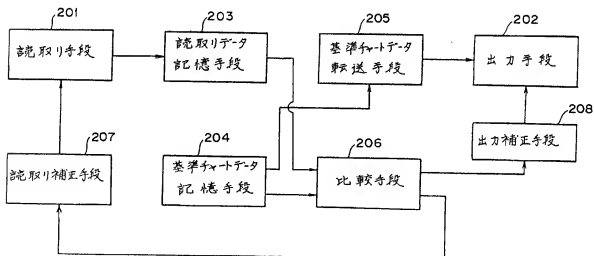 201
読取り手段
203
読取りデータ
記憶手段
205
基準チャートデータ
転送手段
202
出力手段
207
読取り補正手段
204
基準チャートデータ
記憶手段
206
比較手段
208
出力補正手段